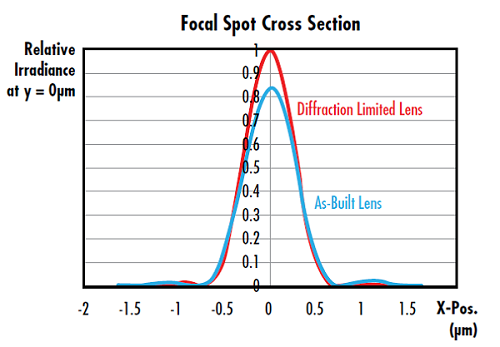 Focal Spot Cross Section
Relative
Irradiance
at y = 0µm
1
0.9
0.8
0.7
0.6
0.5
0.4
0.3
0.2
0.1
0
Diffraction Limited Lens
As-Built Lens
-2 -1.5 -1 -0.5 0 0.5 1 1.5 X-Pos.
(µm)